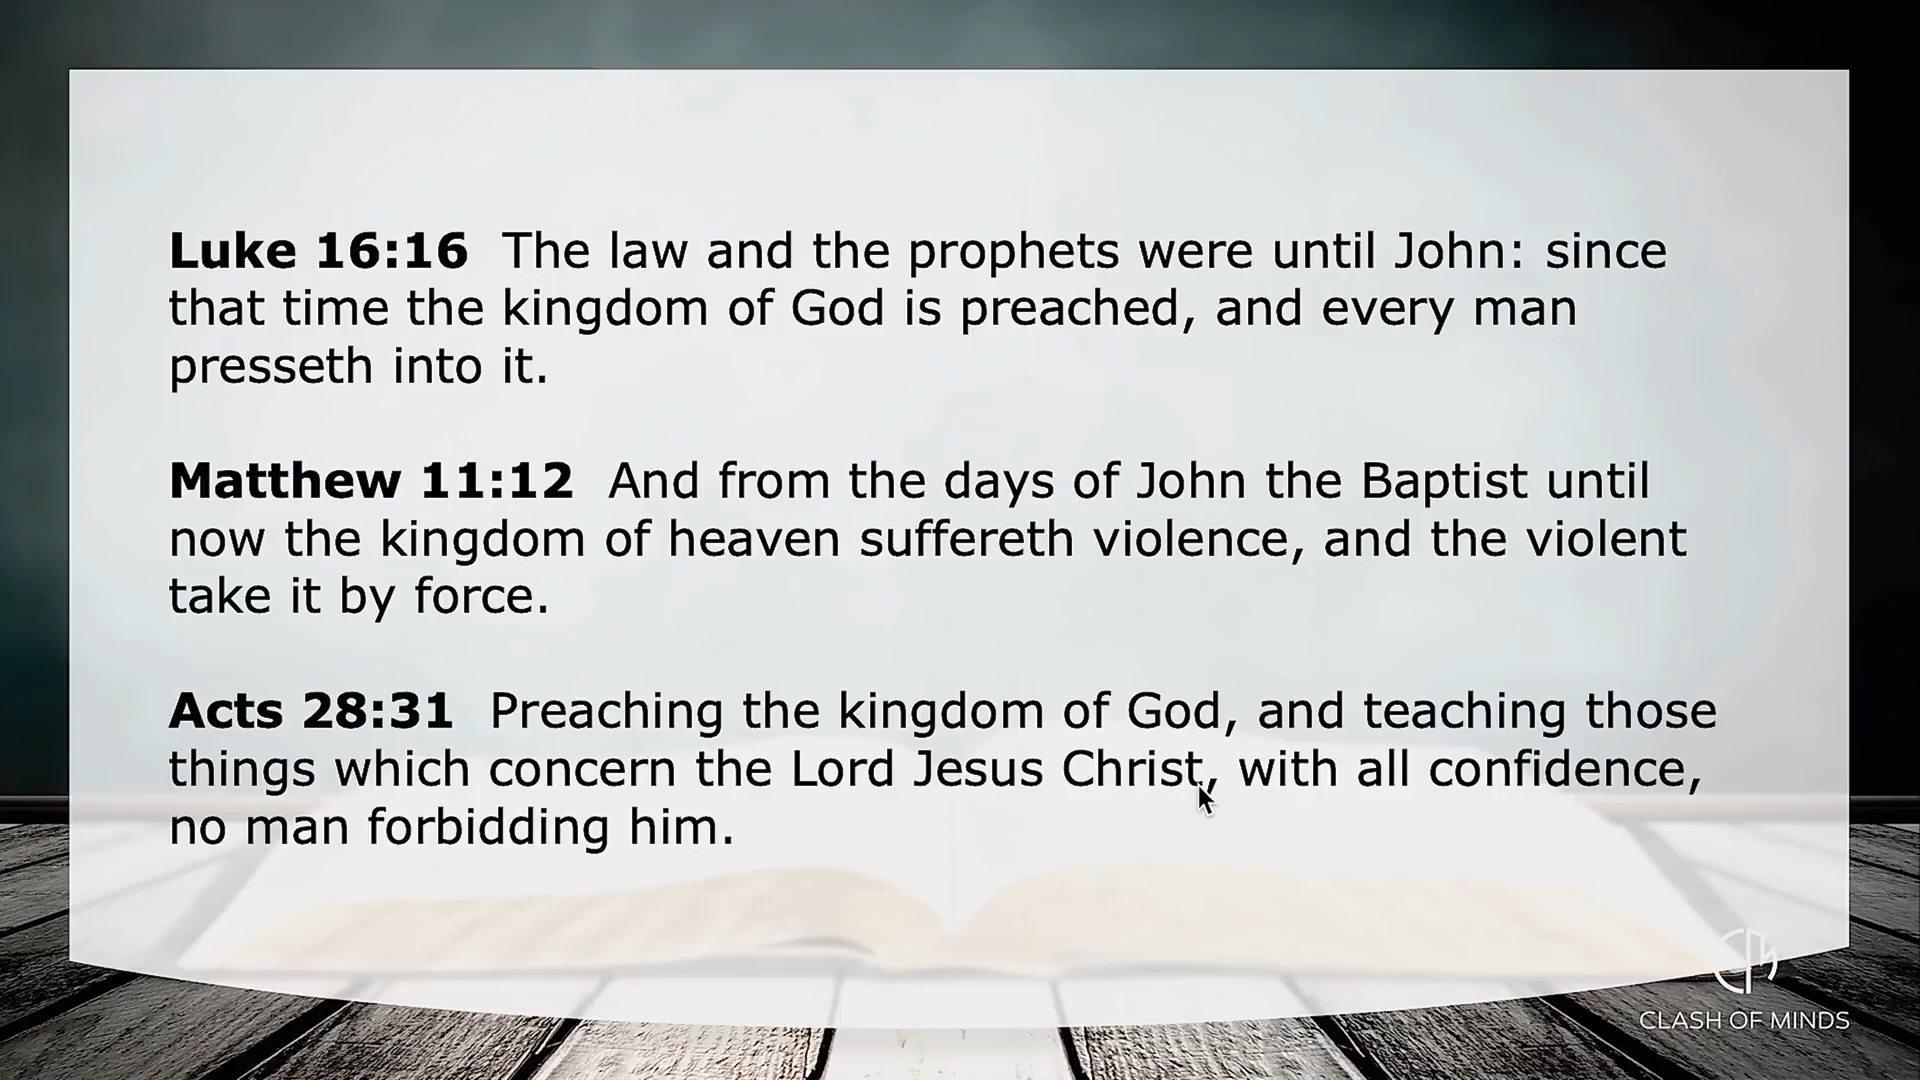 Luke 16:16 The law and the prophets were until John: since
that time the kingdom of God is preached, and every man
presseth into it.
Matthew 11:12 And from the days of John the Baptist until
now the kingdom of heaven suffereth violence, and the violent
take it by force.
Acts 28:31 Preaching the kingdom of God, and teaching those
things which concern the Lord Jesus Christ, with all confidence,
no man forbidding him.
CLASH OF MINDS